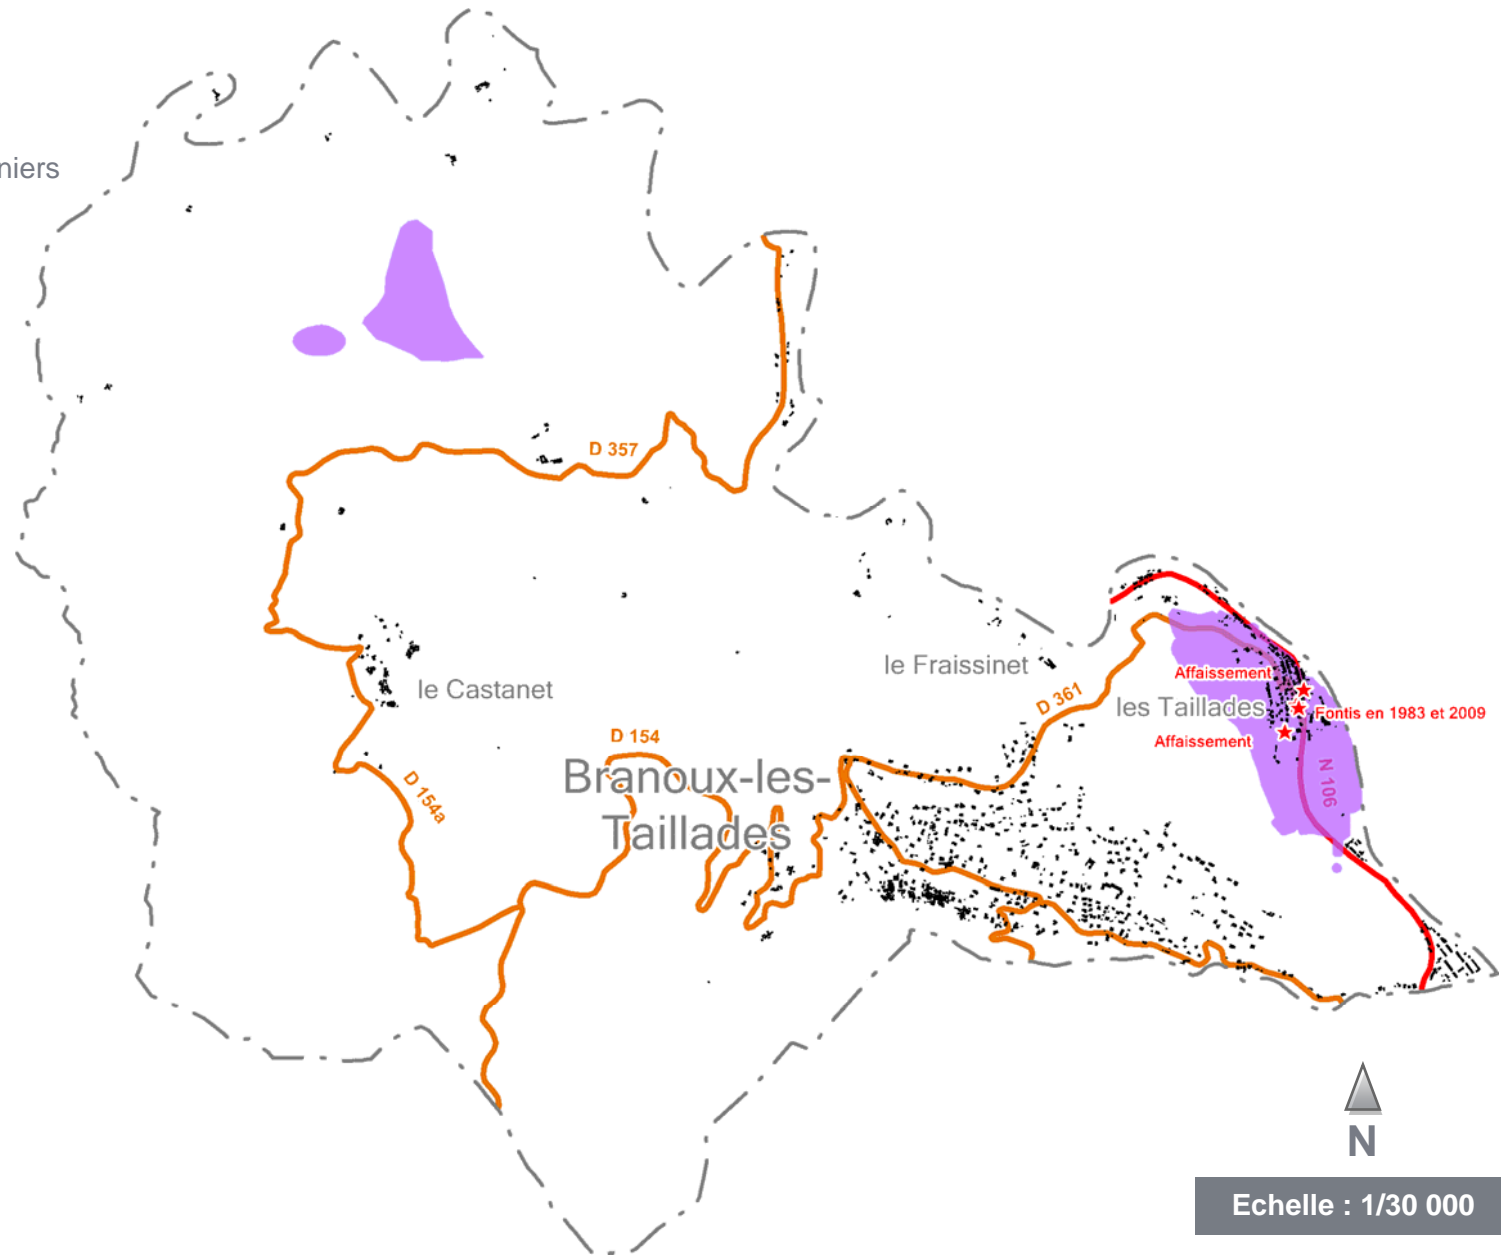 niers
D 357
le Fraissinet
Affaissement
le Castanet
D 361
les Taillades
Fontis en 1983 et 2009
D 154
Affaissement
Branoux-les-
Taillades
D 154a
N 106
N
Echelle : 1/30 000